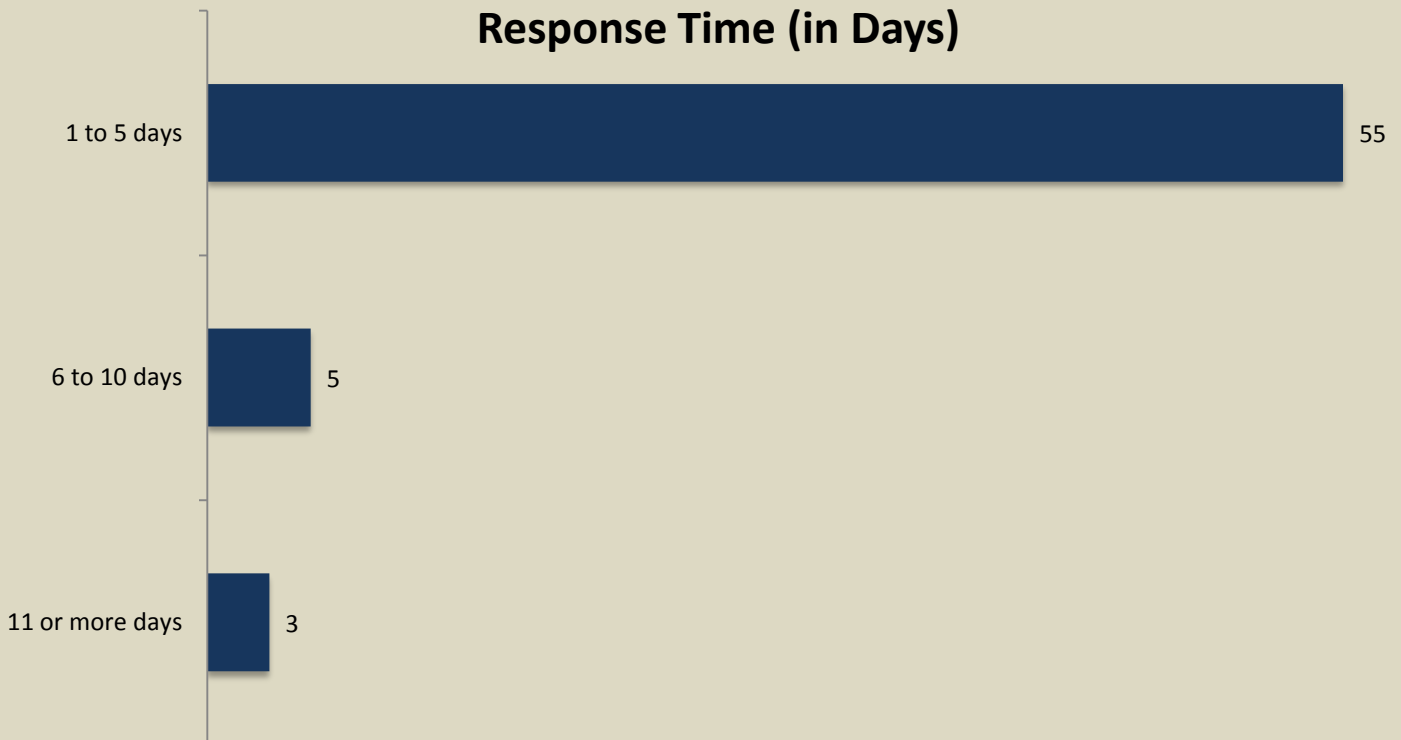 Response Time (in Days)
1 to 5 days
55
6 to 10 days
5
11 or more days
3